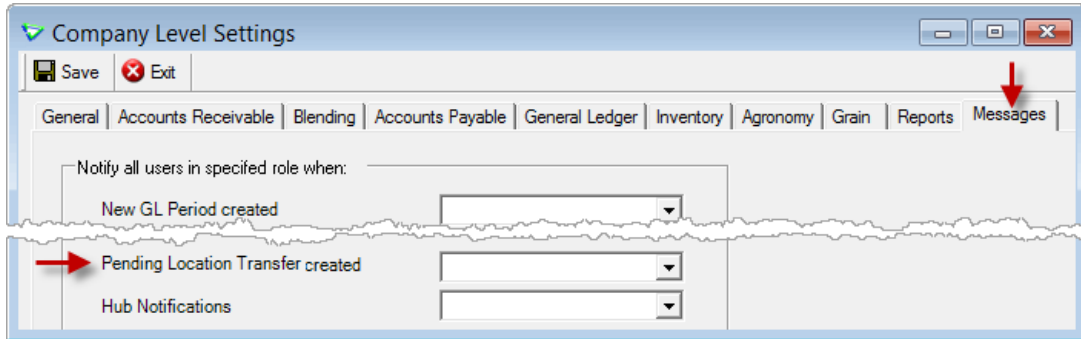 Company Level Settings
Save Exit
General Accounts Receivable Blending Accounts Payable General Ledger Inventory Agronomy Grain Reports Messages
Notify all users in specifed role when:
New GL Period created
Pending Location Transfer created
Hub Notifications